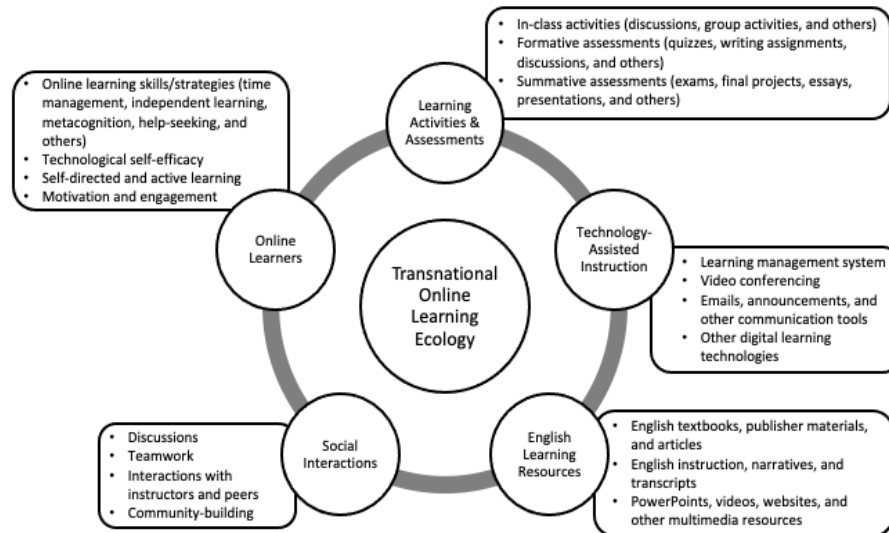 • In-class activities (discussions, group activities, and others)
• Formative assessments (quizzes, writing assignments,
discussions, and others)
• Summative assessments (exams, final projects, essays,
presentations, and others)
Learning
Activities &
Assessments
• Online learning skills/strategies (time
management, independent learning,
metacognition, help-seeking, and
others)
• Technological self-efficacy
• Self-directed and active learning
• Motivation and engagement
Online
Learners
Technology-
Assisted
Instruction
• Learning management system
• Video conferencing
• Emails, announcements, and
other communication tools
• Other digital learning
technologies
Transnational
Online
Learning
Ecology
• Discussions
• Teamwork
• Interactions with
instructors and peers
• Community-building
Social
Interactions
English
Learning
Resources
• English textbooks, publisher materials,
and articles
• English instruction, narratives, and
transcripts
• PowerPoints, videos, websites, and
other multimedia resources